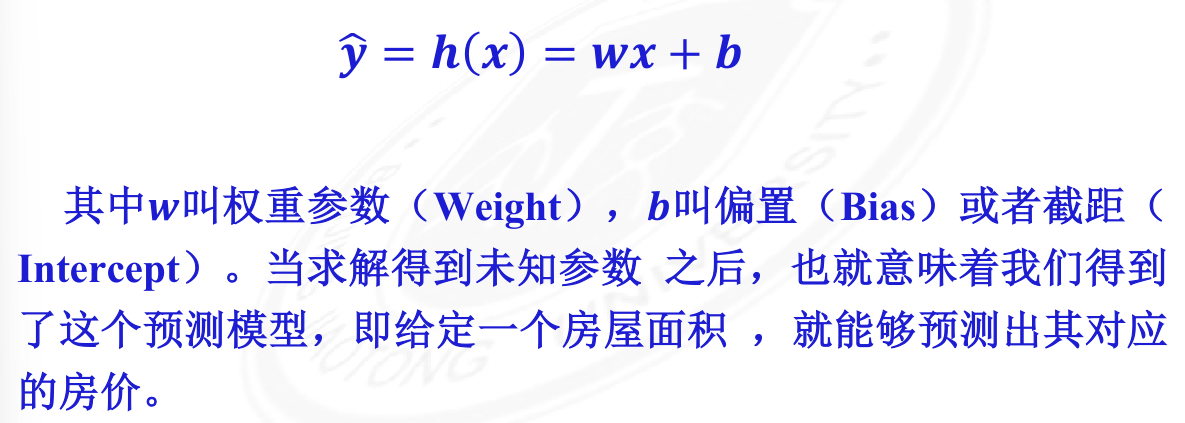 ŷ = h(x) = wx + b
其中w叫权重参数（Weight），b叫偏置（Bias）或者截距（
Intercept）。当求解得到未知参数 之后，也就意味着我们得到
了这个预测模型，即给定一个房屋面积 ，就能够预测出其对应
的房价。